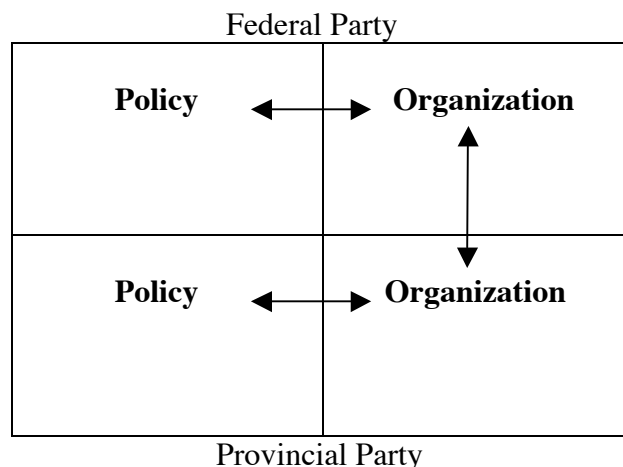 Federal Party
Policy Organization
Policy Organization
Provincial Party